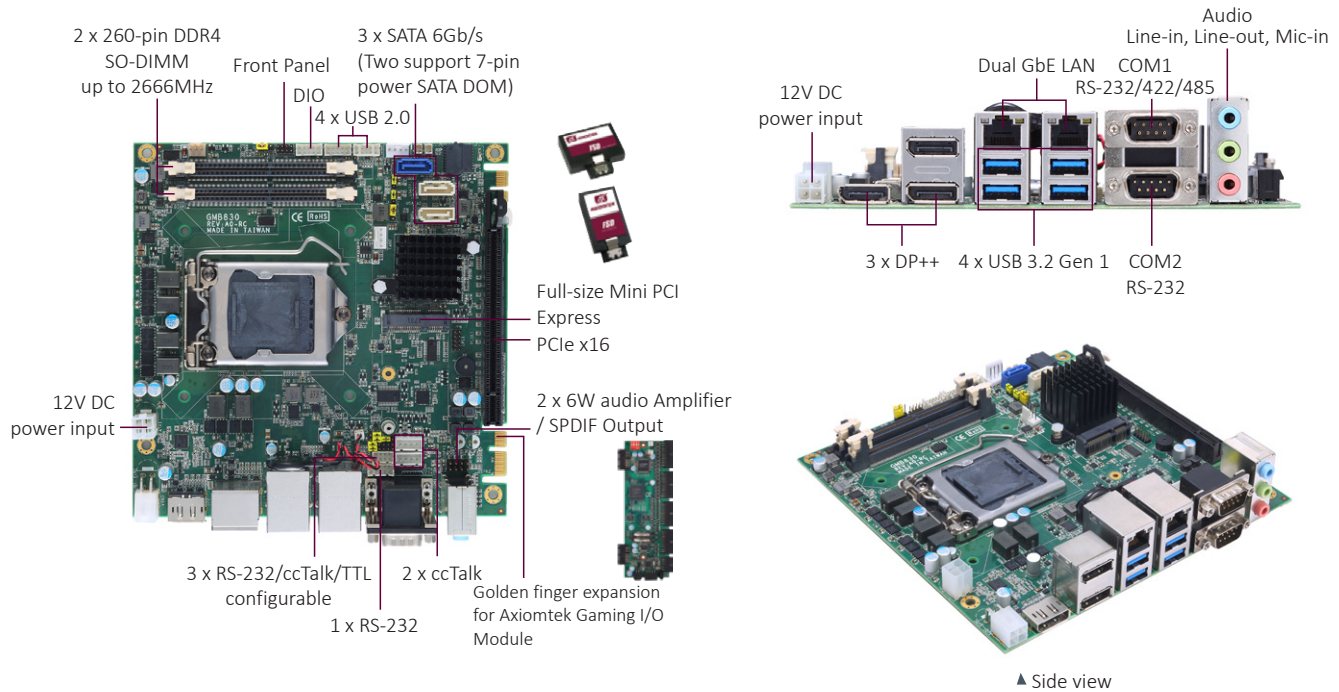 2 x 260-pin DDR4
SO-DIMM
up to 2666MHz
Front Panel
DIO
4 x USB 2.0
3 x SATA 6Gb/s
(Two support 7-pin
power SATA DOM)
GMB630
REV:A0-RC
MADE IN TAIWAN
CE RoHS
Full-size Mini PCI
Express
PCIe x16
12V DC
power input
2 x 6W audio Amplifier
/ SPDIF Output
3 x RS-232/ccTalk/TTL
configurable
1 x RS-232
2 x ccTalk
Golden finger expansion
for Axiomtek Gaming I/O
Module
Audio
Line-in, Line-out, Mic-in
Dual GbE LAN
COM1
RS-232/422/485
12V DC
power input
3 x DP++
4 x USB 3.2 Gen 1
COM2
RS-232
▲ Side view